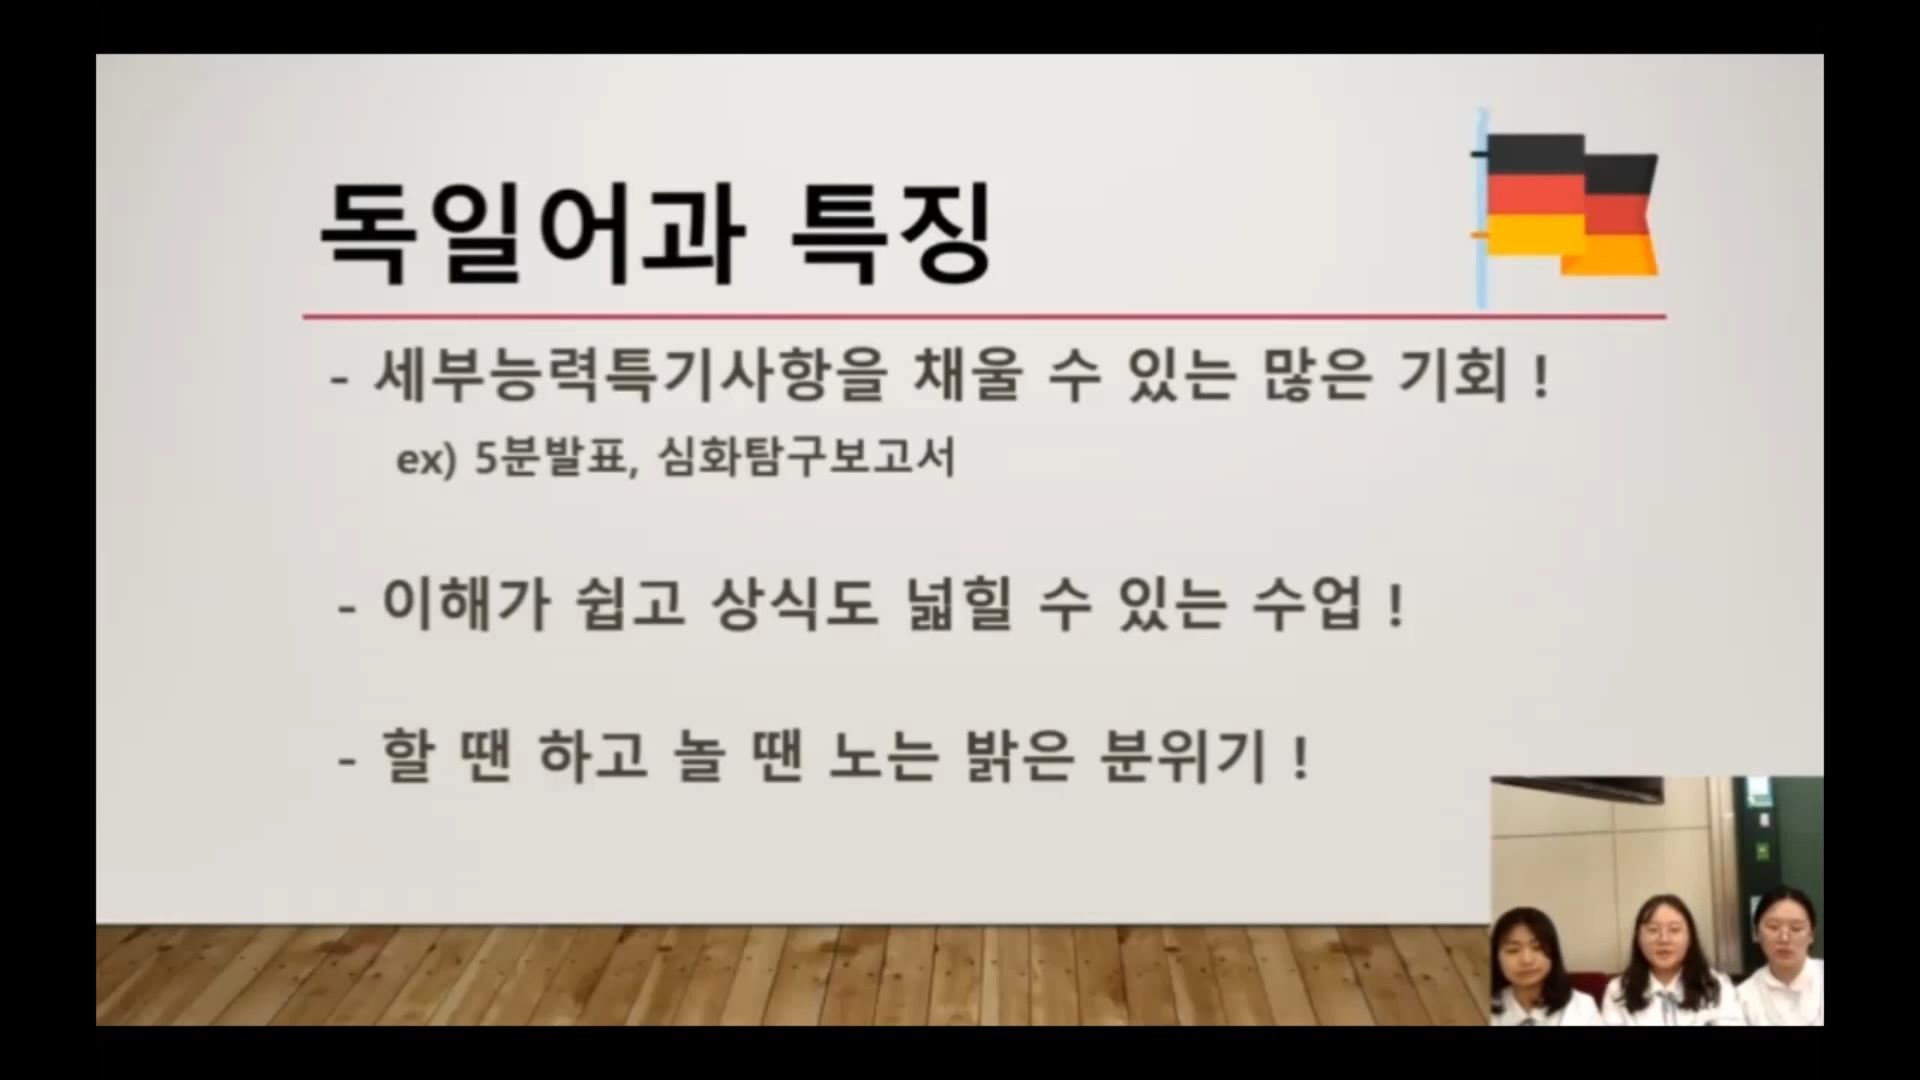 독일어과 특징
- 세부능력특기사항을 채울 수 있는 많은 기회 !
ex) 5분발표, 심화탐구보고서
- 이해가 쉽고 상식도 넓힐 수 있는 수업 !
- 할 땐 하고 놀 땐 노는 밝은 분위기 !